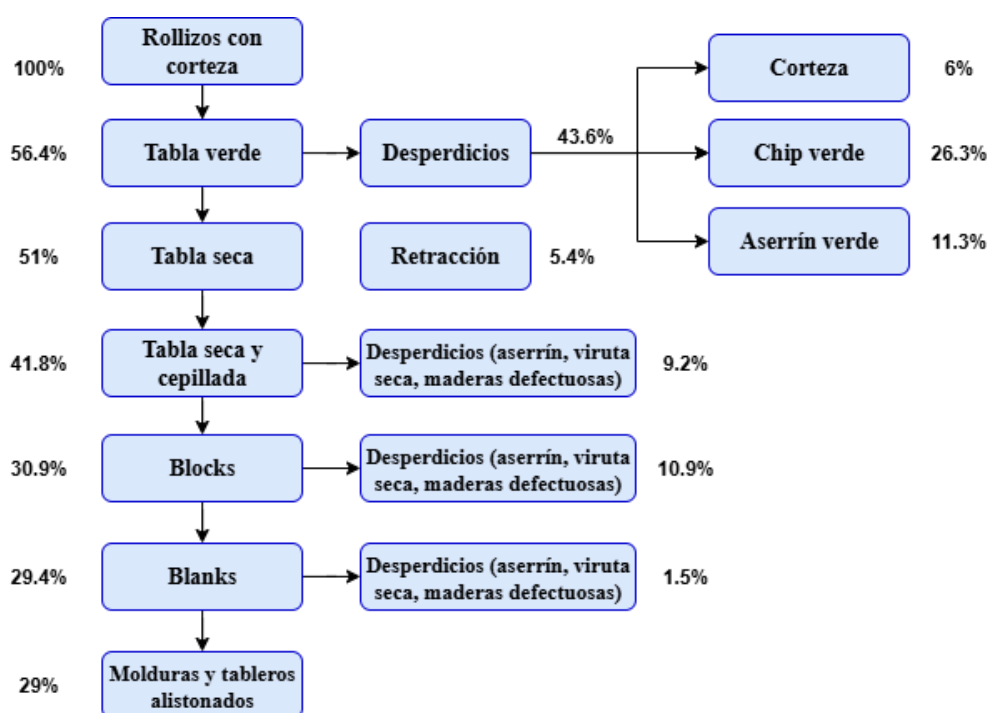 Rollizos con
corteza
100%
Corteza
6%
Tabla verde
56.4%
Desperdicios
43.6%
Chip verde
26.3%
Tabla seca
51%
Retracción
5.4%
Aserrín verde
11.3%
Tabla seca y
cepillada
41.8%
Desperdicios (aserrín, viruta
seca, maderas defectuosas)
9.2%
Blocks
30.9%
Desperdicios (aserrín, viruta
seca, maderas defectuosas)
10.9%
Blanks
29.4%
Desperdicios (aserrín, viruta
seca, maderas defectuosas)
1.5%
Molduras y tableros
alistonados
29%